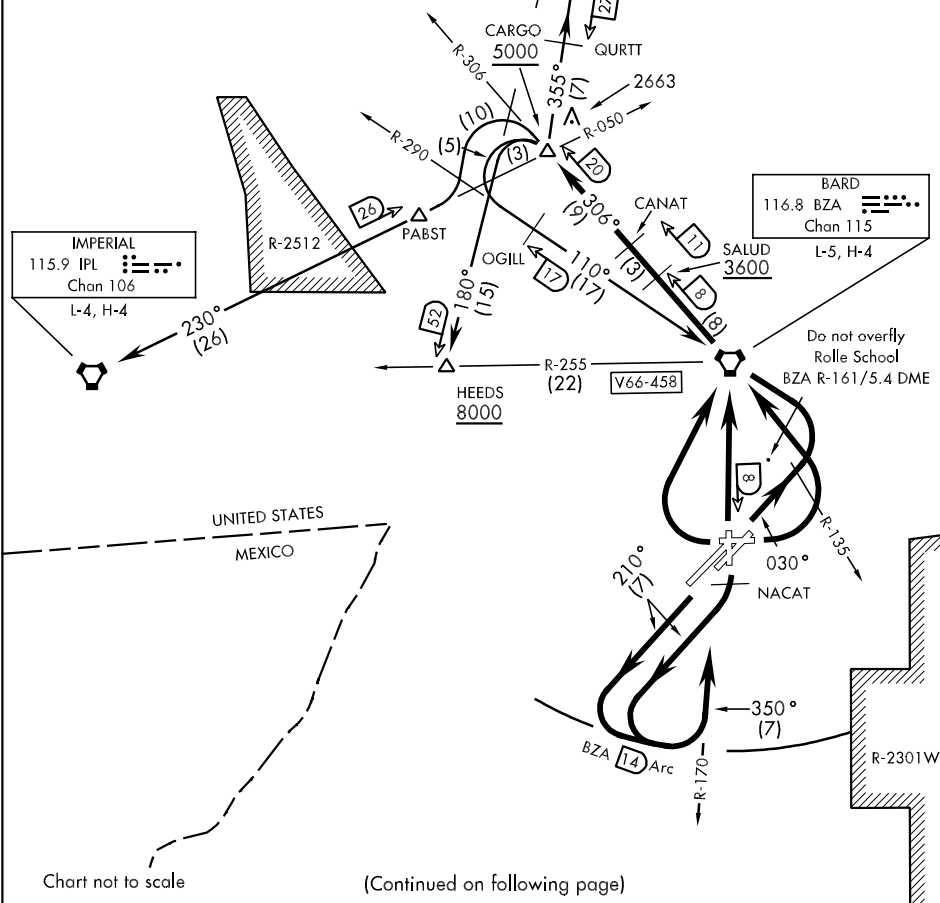 27
CARGO
5000
QURTT
R-306
355°
(7)
2663
(10)
R-050
R-290
(5)
(3)
20
BARD
116.8 BZA
Chan 115
L-5, H-4
306°
(9)
CANAT
26
PABST
R-2512
11
IMPERIAL
115.9 IPL
Chan 106
L-4, H-4
OGILL
(3)
SALUD
3600
17
110°
(17)
8
(8)
180°
(15)
230°
(26)
52
Do not overfly
Rolle School
BZA R-161/5.4 DME
R-255
(22)
V66-458
HEEDS
8000
8
UNITED STATES
MEXICO
R-135
030°
210°
(7)
NACAT
350°
(7)
BZA 14 Arc
R-170
R-2301W
Chart not to scale
(Continued on following page)